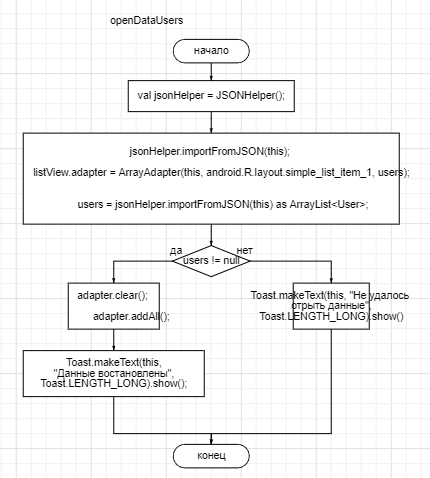 openDataUsers
начало
val jsonHelper = JSONHelper();
jsonHelper.importFromJSON(this);
listView.adapter = ArrayAdapter(this, android.R.layout.simple_list_item_1, users);
users = jsonHelper.importFromJSON(this) as ArrayList<User>;
да
нет
users != null
adapter.clear();
adapter.addAll();
Toast.makeText(this, "Не удалось
отрыть данные",
Toast.LENGTH_LONG).show()
Toast.makeText(this,
"Данные востановлены",
Toast.LENGTH_LONG).show();
конец